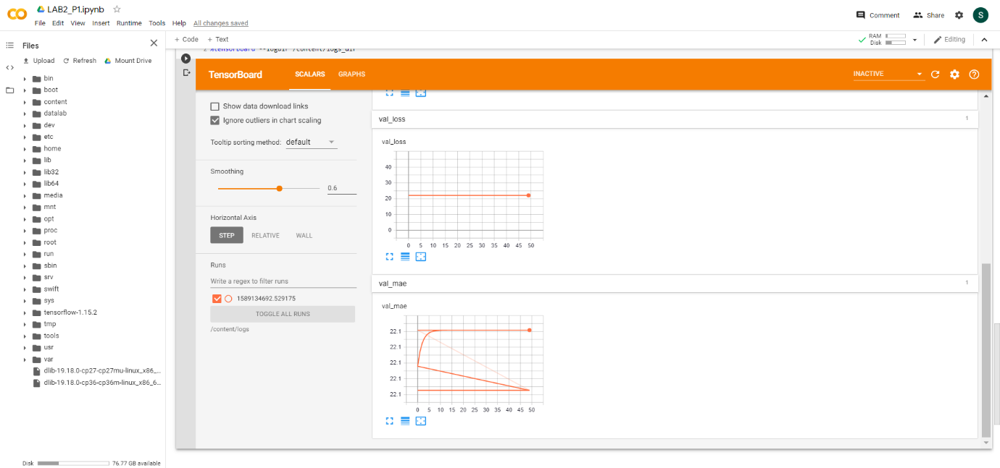 LAB2_P1.ipynb
File Edit View Insert Runtime Tools Help All changes saved
Comment Share S
Files
+ Code + Text
RAM
Disk
Editing
Upload Refresh Mount Drive
bin
boot
content
datalab
dev
etc
home
lib
lib32
lib64
media
mnt
opt
proc
root
run
sbin
srv
swift
sys
tensorflow-1.15.2
tmp
tools
usr
var
dlib-19.18.0-cp27-cp27mu-linux_x86_...
dlib-19.18.0-cp36-cp36m-linux_x86_6...
Disk 76.77 GB available
2 %tensorboard --logdir /content/logs_dir
TensorBoard SCALARS GRAPHS INACTIVE
Show data download links
Ignore outliers in chart scaling
Tooltip sorting method: default
Smoothing
0.6
Horizontal Axis
STEP RELATIVE WALL
Runs
Write a regex to filter runs
1589134692.529175
TOGGLE ALL RUNS
/content/logs
val_loss 1
val_loss
40
30
20
10
0
0 5 10 15 20 25 30 35 40 45 50
val_mae 1
val_mae
22.1
22.1
22.1
22.1
22.1
0 5 10 15 20 25 30 35 40 45 50